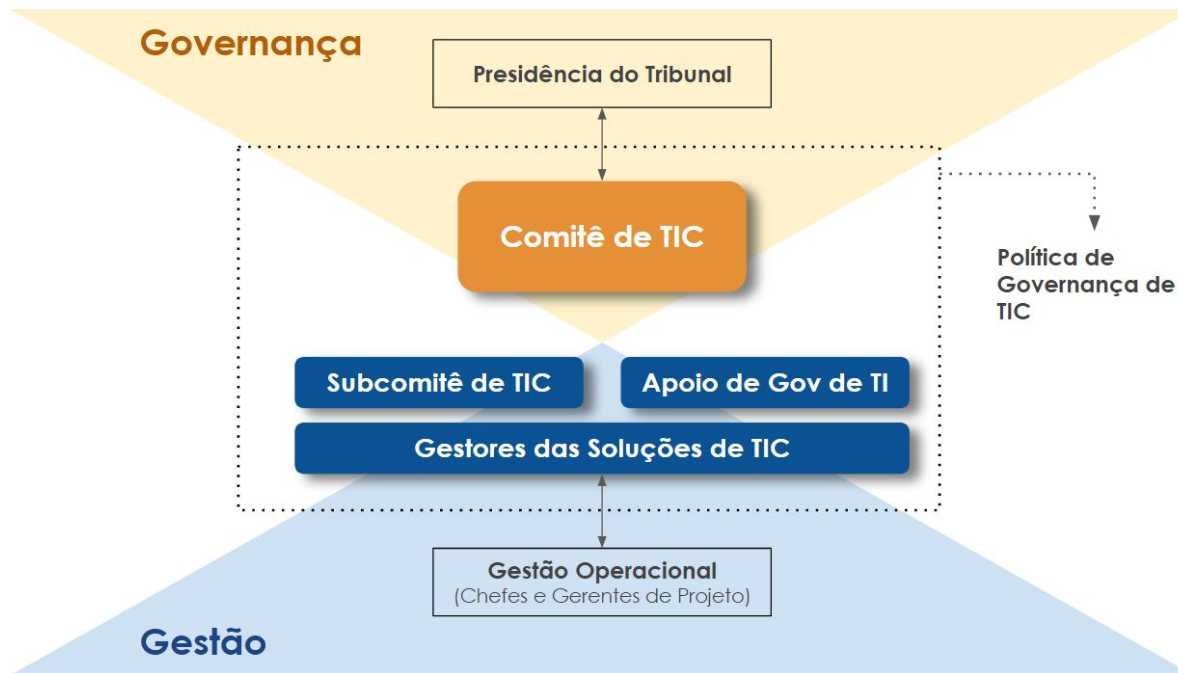 Governança
Presidência do Tribunal
Comitê de TIC
Política de
Governança de
TIC
Subcomitê de TIC
Apoio de Gov de TI
Gestores das Soluções de TIC
Gestão Operacional
(Chefes e Gerentes de Projeto)
Gestão